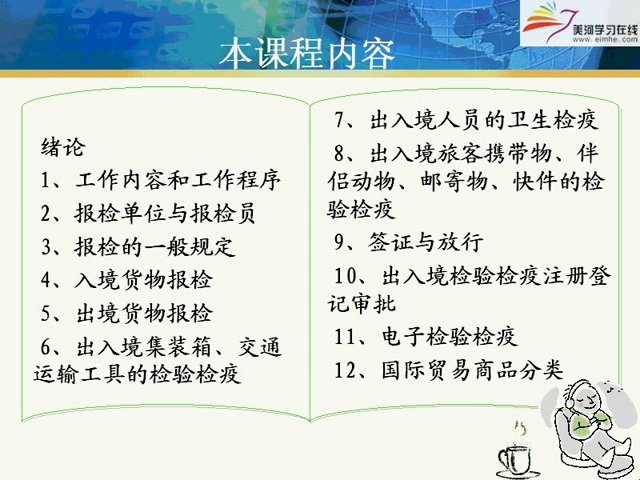 美河学习在线
www.eimhe.com
本课程内容
绪论
1、工作内容和工作程序
2、报检单位与报检员
3、报检的一般规定
4、入境货物报检
5、出境货物报检
6、出入境集装箱、交通
运输工具的检验检疫
7、出入境人员的卫生检疫
8、出入境旅客携带物、伴
侣动物、邮寄物、快件的检
验检疫
9、签证与放行
10、出入境检验检疫注册登
记审批
11、电子检验检疫
12、国际贸易商品分类